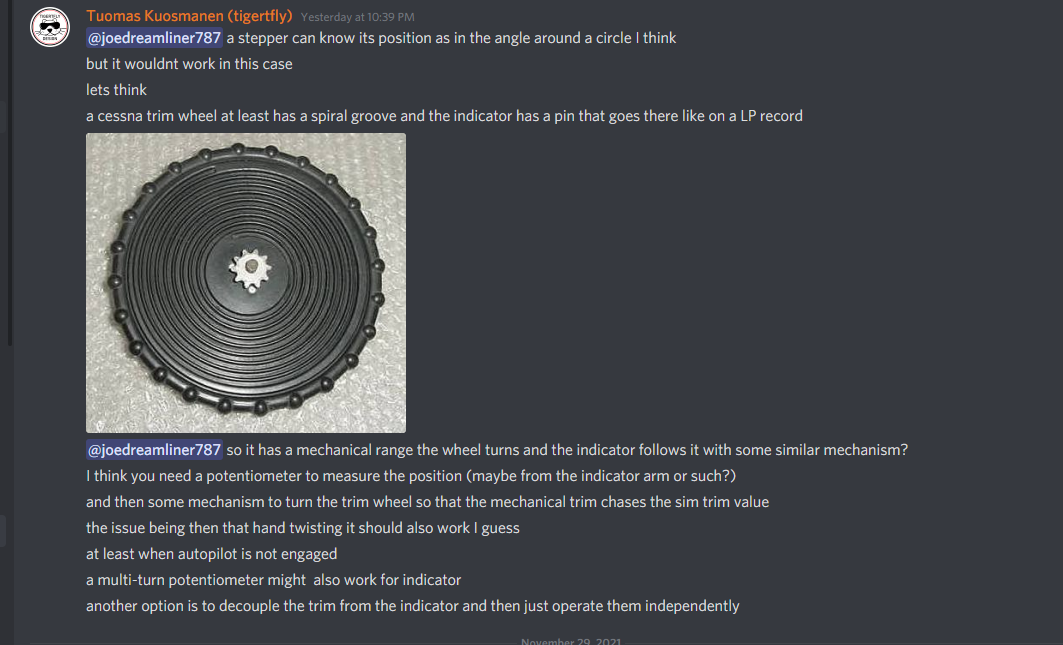 Tuomas Kuosmanen (tigertfly) Yesterday at 10:39 PM
@joedreamliner787 a stepper can know its position as in the angle around a circle I think
but it wouldnt work in this case
lets think
a cessna trim wheel at least has a spiral groove and the indicator has a pin that goes there like on a LP record
@joedreamliner787 so it has a mechanical range the wheel turns and the indicator follows it with some similar mechanism?
I think you need a potentiometer to measure the position (maybe from the indicator arm or such?)
and then some mechanism to turn the trim wheel so that the mechanical trim chases the sim trim value
the issue being then that hand twisting it should also work I guess
at least when autopilot is not engaged
a multi-turn potentiometer might also work for indicator
another option is to decouple the trim from the indicator and then just operate them independently
November 29, 2021